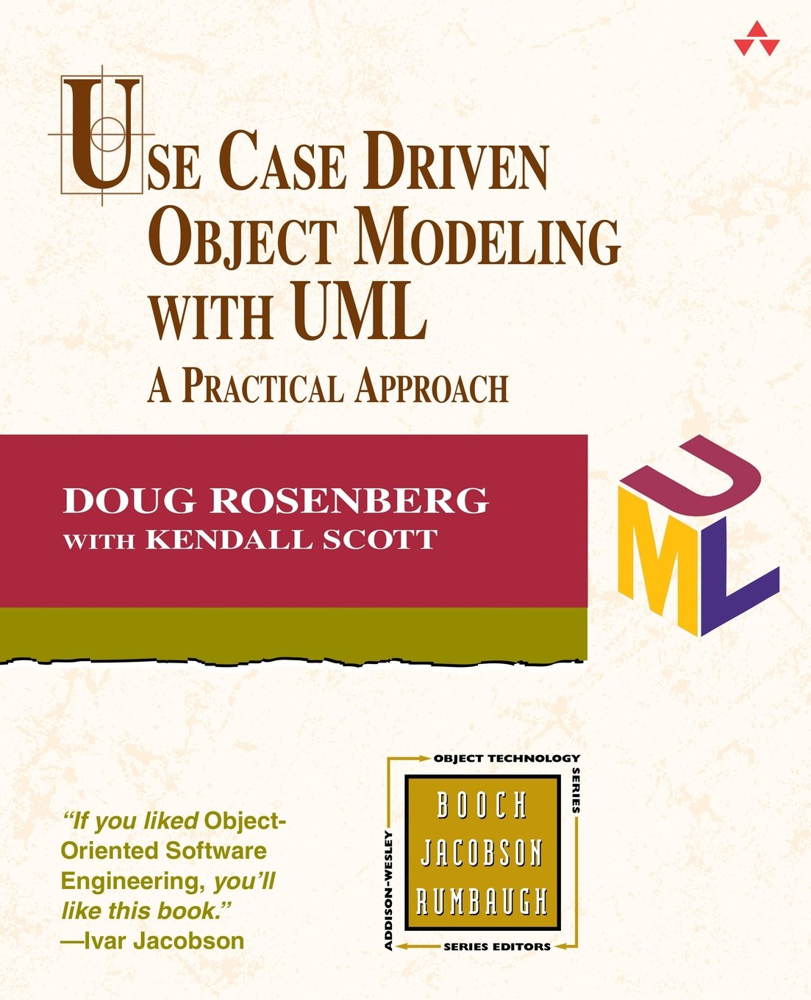 USE CASE DRIVEN
OBJECT MODELING
WITH UML
A PRACTICAL APPROACH
DOUG ROSENBERG
WITH KENDALL SCOTT
UML
“If you liked Object-
Oriented Software
Engineering, you’ll
like this book.”
—Ivar Jacobson
OBJECT TECHNOLOGY
SERIES
BOOCH
JACOBSON
RUMBAUGH
ADDISON-WESLEY
SERIES EDITORS